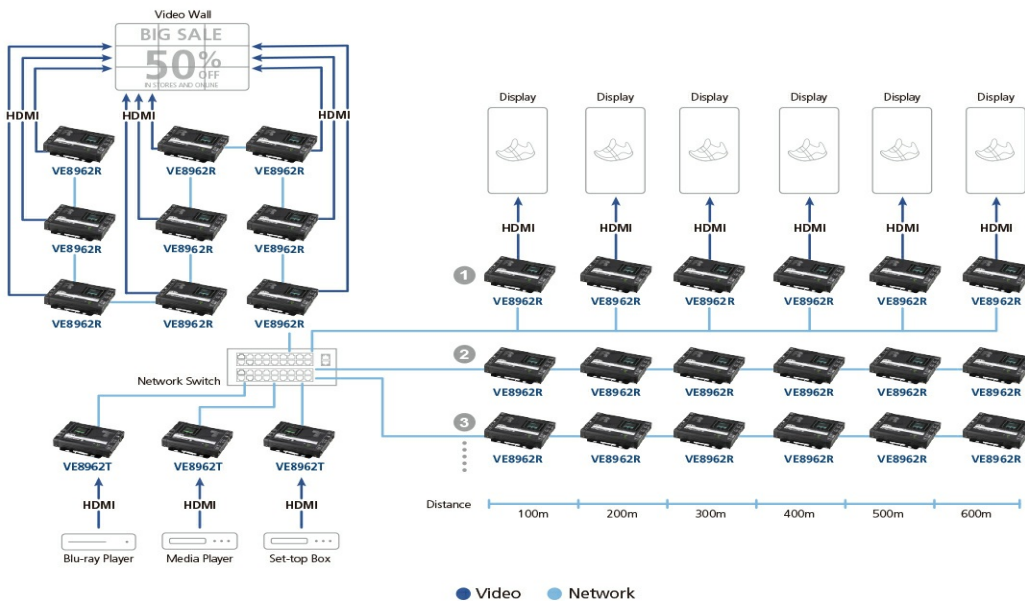 Video Wall
BIG SALE
50% OFF
IN STORES AND ONLINE
HDMI HDMI HDMI
VE8962R VE8962R VE8962R
VE8962R VE8962R VE8962R
VE8962R VE8962R VE8962R
Network Switch
VE8962T VE8962T VE8962T
HDMI HDMI HDMI
Blu-ray Player Media Player Set-top Box
Display Display Display Display Display Display
HDMI HDMI HDMI HDMI HDMI HDMI
1
VE8962R VE8962R VE8962R VE8962R VE8962R VE8962R
2
VE8962R VE8962R VE8962R VE8962R VE8962R VE8962R
3
VE8962R VE8962R VE8962R VE8962R VE8962R VE8962R
Distance 100m 200m 300m 400m 500m 600m
Video Network